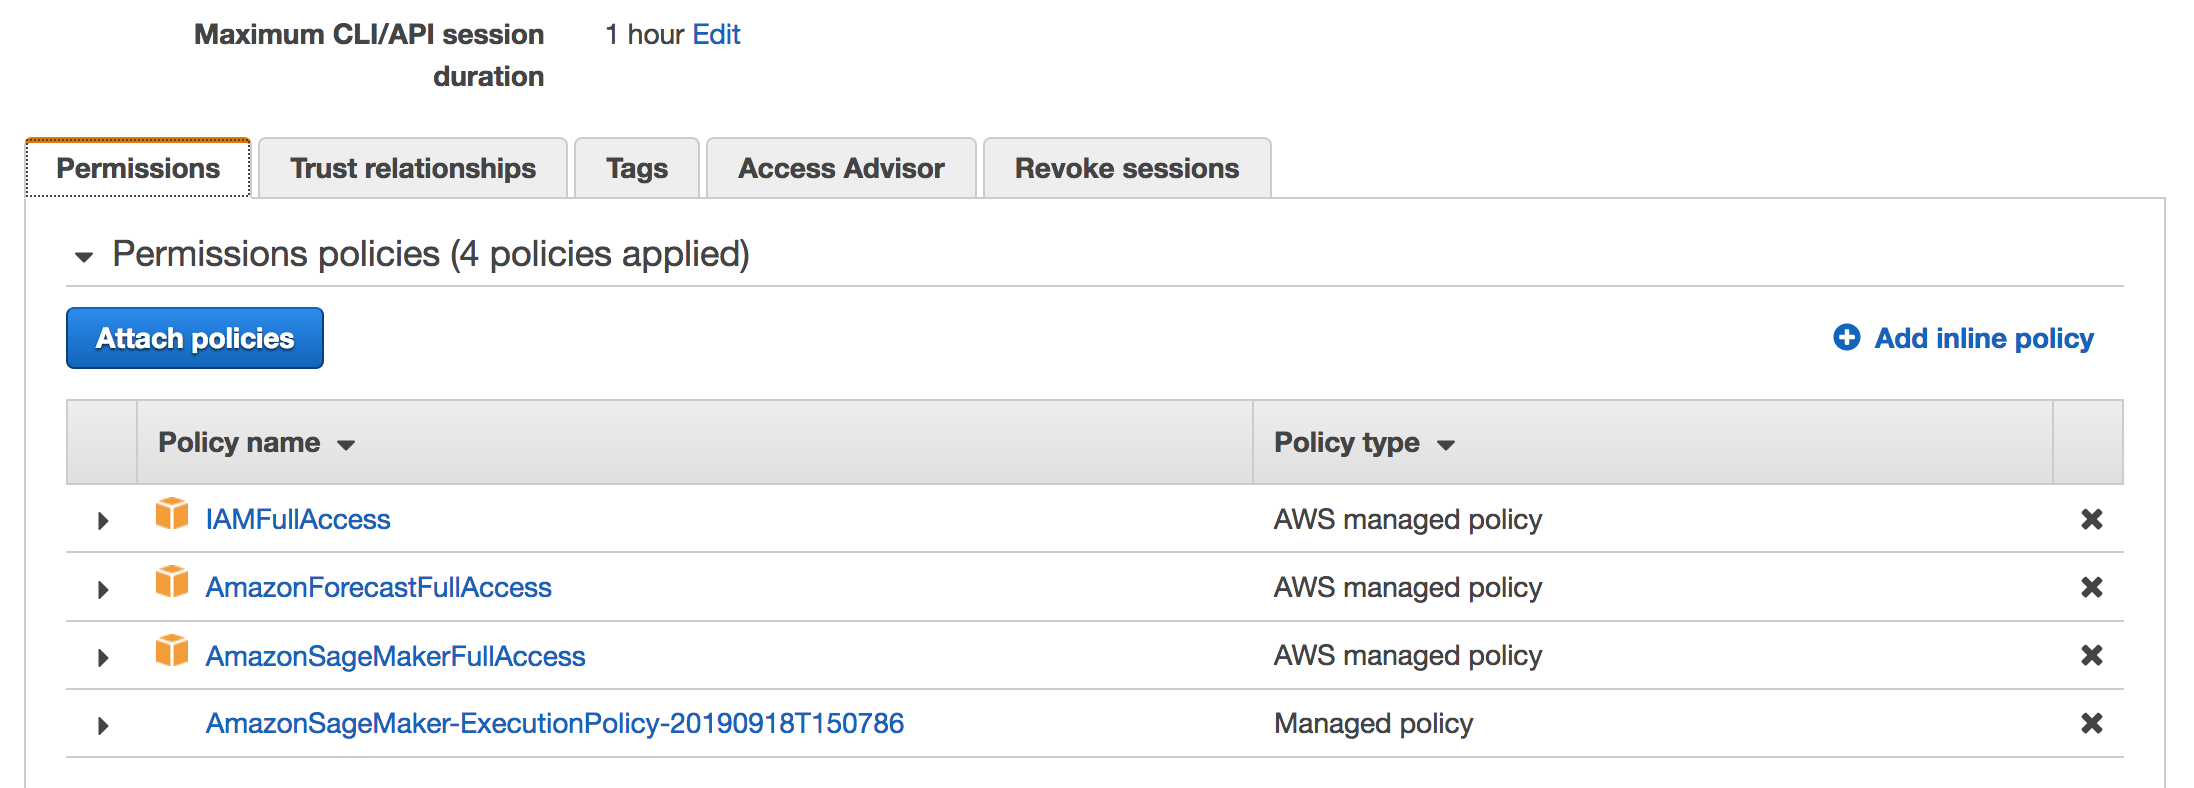 Maximum CLI/API session 1 hour Edit
duration
Permissions Trust relationships Tags Access Advisor Revoke sessions
Permissions policies (4 policies applied)
Attach policies Add inline policy
Policy name Policy type
IAMFullAccess AWS managed policy
AmazonForecastFullAccess AWS managed policy
AmazonSageMakerFullAccess AWS managed policy
AmazonSageMaker-ExecutionPolicy-20190918T150786 Managed policy